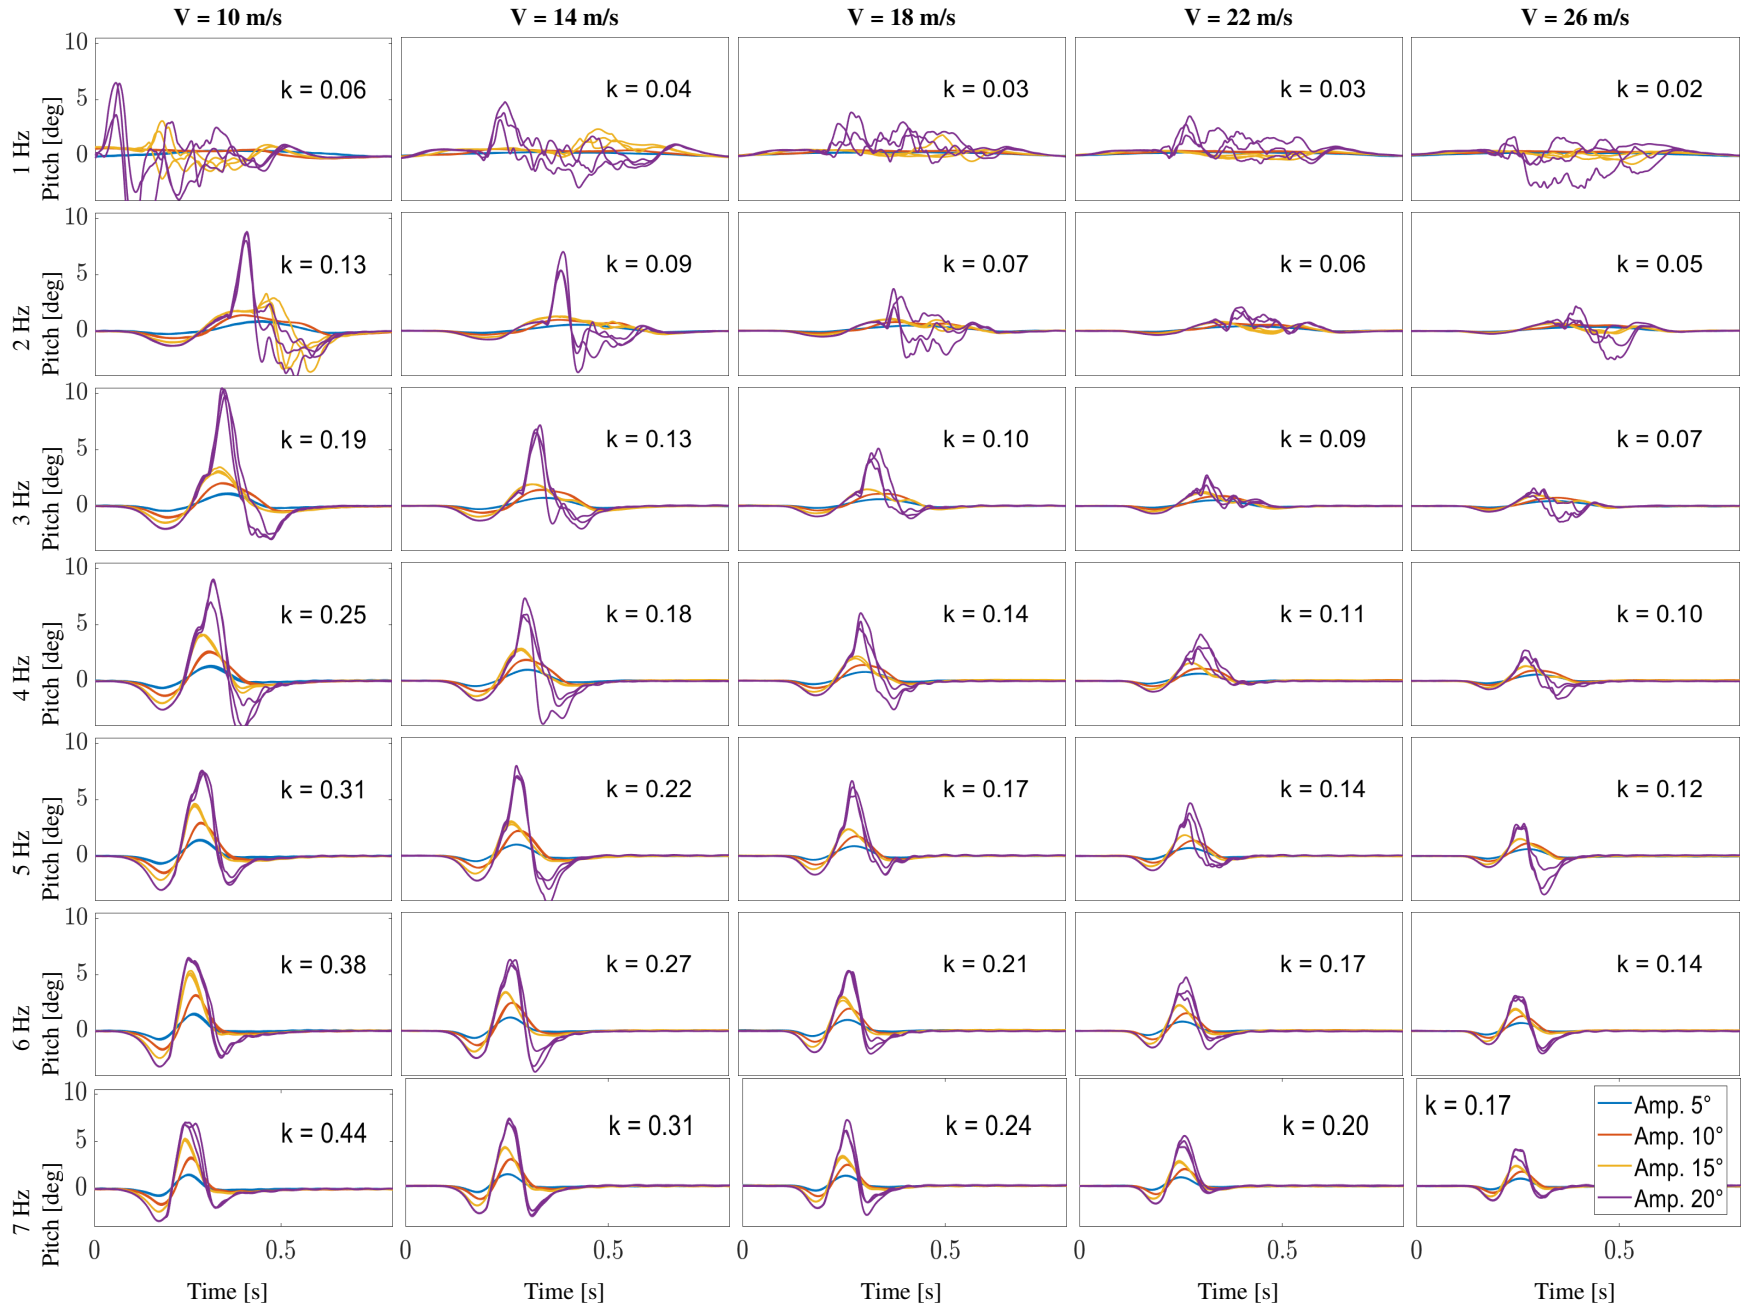 V = 10 m/s V = 14 m/s V = 18 m/s V = 22 m/s V = 26 m/s
1 Hz
Pitch [deg]
10
5
0
k = 0.06 k = 0.04 k = 0.03 k = 0.03 k = 0.02
2 Hz
Pitch [deg]
10
5
0
k = 0.13 k = 0.09 k = 0.07 k = 0.06 k = 0.05
3 Hz
Pitch [deg]
10
5
0
k = 0.19 k = 0.13 k = 0.10 k = 0.09 k = 0.07
4 Hz
Pitch [deg]
10
5
0
k = 0.25 k = 0.18 k = 0.14 k = 0.11 k = 0.10
5 Hz
Pitch [deg]
10
5
0
k = 0.31 k = 0.22 k = 0.17 k = 0.14 k = 0.12
6 Hz
Pitch [deg]
10
5
0
k = 0.38 k = 0.27 k = 0.21 k = 0.17 k = 0.14
7 Hz
Pitch [deg]
10
5
0
k = 0.44 k = 0.31 k = 0.24 k = 0.20 k = 0.17
Amp. 5°
Amp. 10°
Amp. 15°
Amp. 20°
0 0.5 0 0.5 0 0.5 0 0.5 0 0.5
Time [s] Time [s] Time [s] Time [s] Time [s]